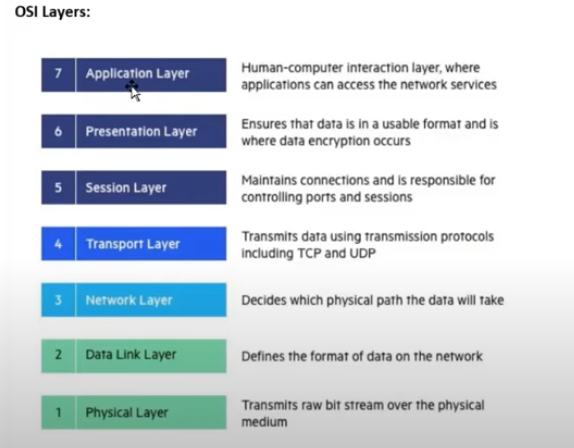 OSI Layers:
7 Application Layer Human-computer interaction layer, where
applications can access the network services
6 Presentation Layer Ensures that data is in a usable format and is
where data encryption occurs
5 Session Layer Maintains connections and is responsible for
controlling ports and sessions
4 Transport Layer Transmits data using transmission protocols
including TCP and UDP
3 Network Layer Decides which physical path the data will take
2 Data Link Layer Defines the format of data on the network
1 Physical Layer Transmits raw bit stream over the physical
medium